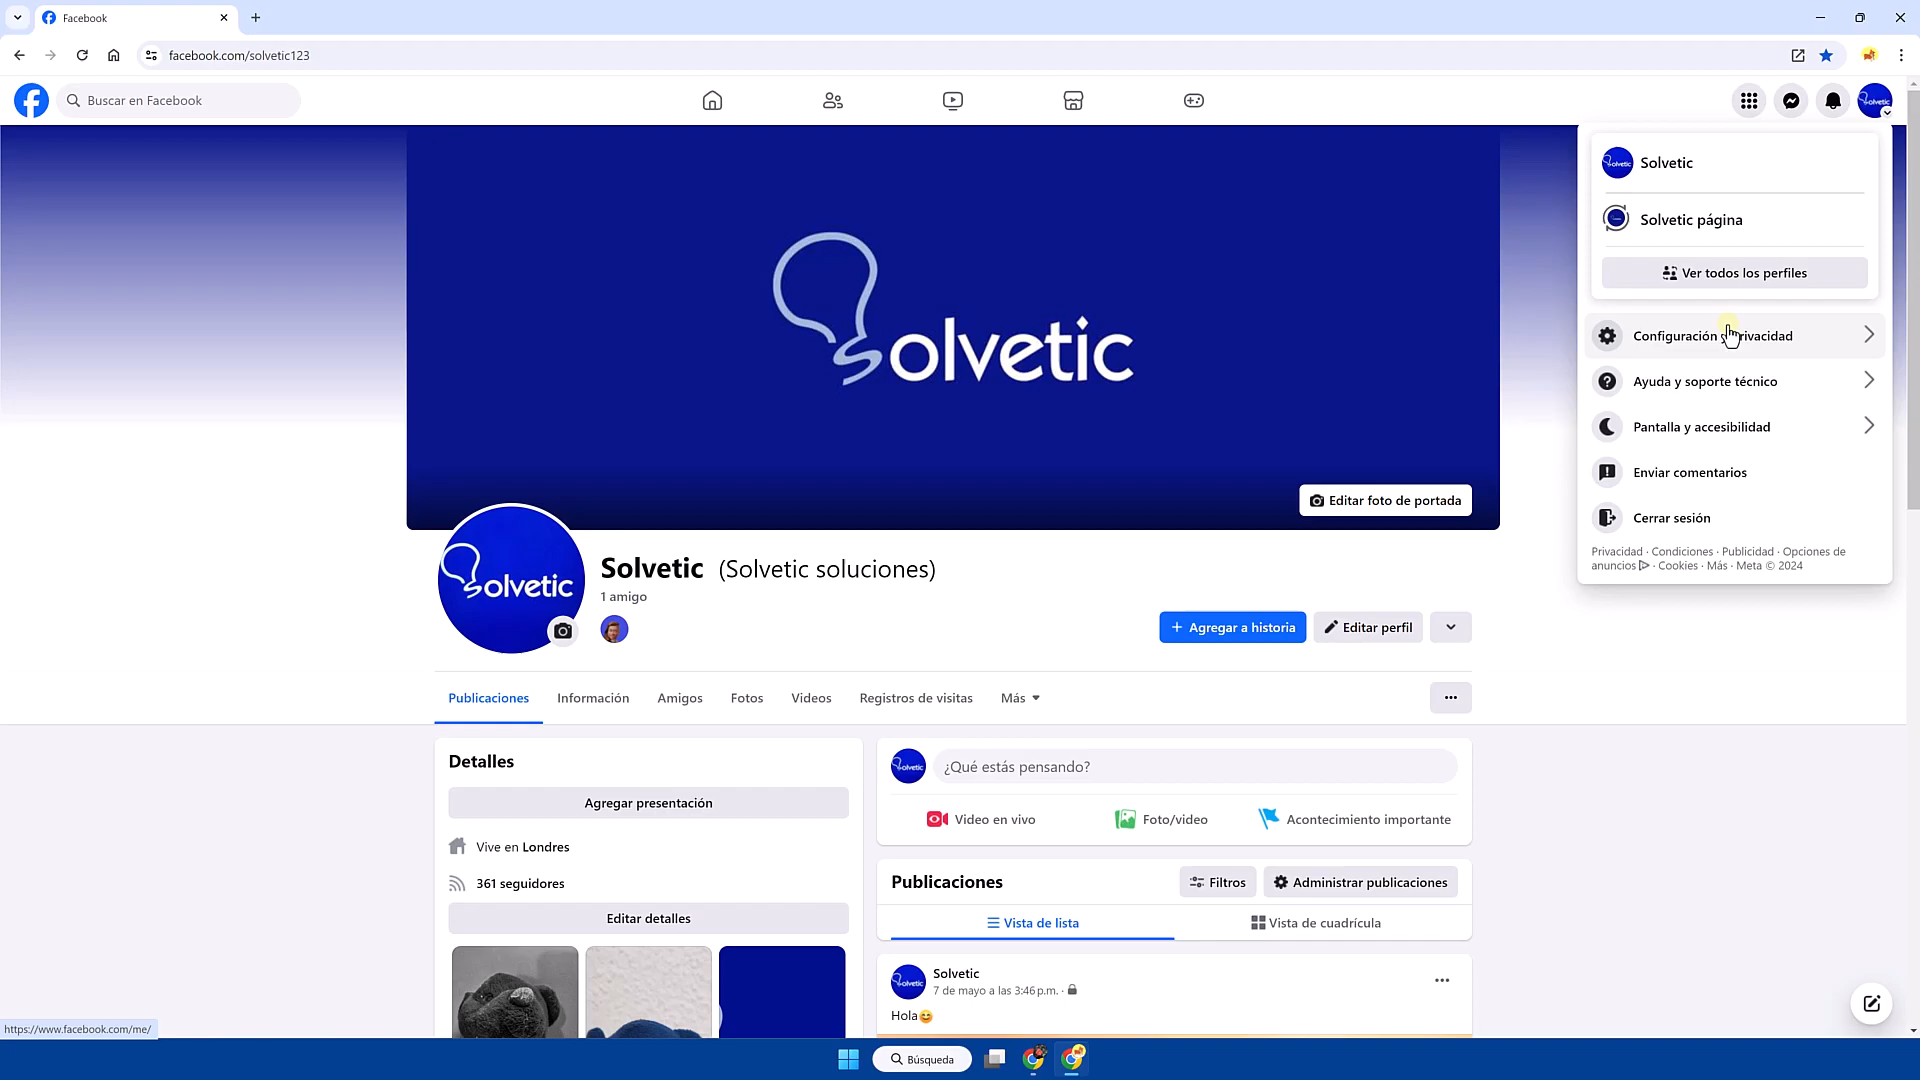 Facebook
facebook.com/solvetic123
Buscar en Facebook
Solvetic
Solvetic página
Ver todos los perfiles
Configuración y privacidad
Ayuda y soporte técnico
Pantalla y accesibilidad
Enviar comentarios
Cerrar sesión
Privacidad · Condiciones · Publicidad · Opciones de
anuncios · Cookies · Más · Meta © 2024
Solvetic
Editar foto de portada
Solvetic
Solvetic (Solvetic soluciones)
1 amigo
Agregar a historia
Editar perfil
Publicaciones
Información
Amigos
Fotos
Videos
Registros de visitas
Más
Detalles
Agregar presentación
Vive en Londres
361 seguidores
Editar detalles
¿Qué estás pensando?
Video en vivo
Foto/video
Acontecimiento importante
Publicaciones
Filtros
Administrar publicaciones
Vista de lista
Vista de cuadrícula
Solvetic
7 de mayo a las 3:46 p.m. ·
Hola😊
https://www.facebook.com/me/
Búsqueda